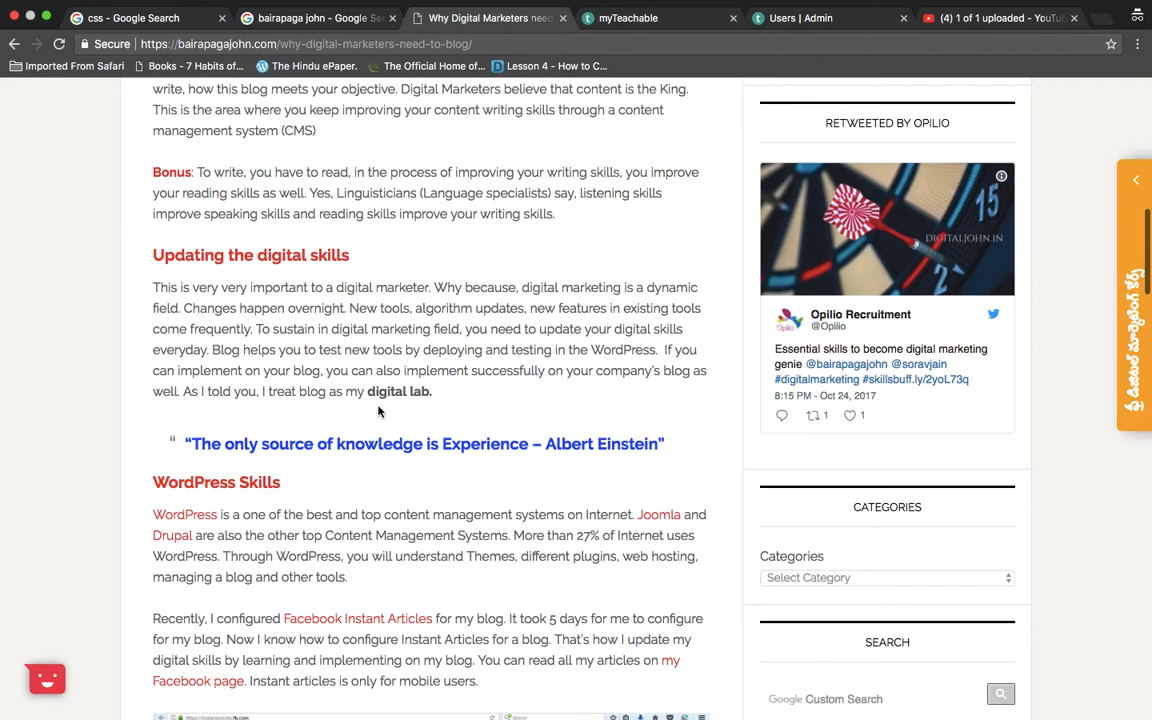 css - Google Search
bairapaga john - Google Se
Why Digital Marketers need
myTeachable
Users | Admin
(4) 1 of 1 uploaded - YouTu
Secure
https://bairapagajohn.com/why-digital-marketers-need-to-blog/
Imported From Safari
Books - 7 Habits of...
The Hindu ePaper.
The Official Home of...
Lesson 4 - How to C...
write, how this blog meets your objective. Digital Marketers believe that content is the King.
This is the area where you keep improving your content writing skills through a content
management system (CMS)
Bonus: To write, you have to read, in the process of improving your writing skills, you improve
your reading skills as well. Yes, Linguisticians (Language specialists) say, listening skills
improve speaking skills and reading skills improve your writing skills.
Updating the digital skills
This is very very important to a digital marketer. Why because, digital marketing is a dynamic
field. Changes happen overnight. New tools, algorithm updates, new features in existing tools
come frequently. To sustain in digital marketing field, you need to update your digital skills
everyday. Blog helps you to test new tools by deploying and testing in the WordPress. If you
can implement on your blog, you can also implement successfully on your company's blog as
well. As I told you, I treat blog as my digital lab.
“The only source of knowledge is Experience – Albert Einstein”
WordPress Skills
WordPress is a one of the best and top content management systems on Internet. Joomla and
Drupal are also the other top Content Management Systems. More than 27% of Internet uses
WordPress. Through WordPress, you will understand Themes, different plugins, web hosting,
managing a blog and other tools.
Recently, I configured Facebook Instant Articles for my blog. It took 5 days for me to configure
for my blog. Now I know how to configure Instant Articles for a blog. That's how I update my
digital skills by learning and implementing on my blog. You can read all my articles on my
Facebook page. Instant articles is only for mobile users.
RETWEETED BY OPILIO
15
DIGITALJOHN.IN
2
Opilio Recruitment
@Opilio
Essential skills to become digital marketing
genie @bairapagajohn @soravjain
#digitalmarketing #skillsbuff.ly/2yoL73q
8:15 PM - Oct 24, 2017
1
1
CATEGORIES
Categories
Select Category
SEARCH
Google Custom Search
ఫ్రీ డిజిటల్ మార్కెటింగ్ కోర్స్